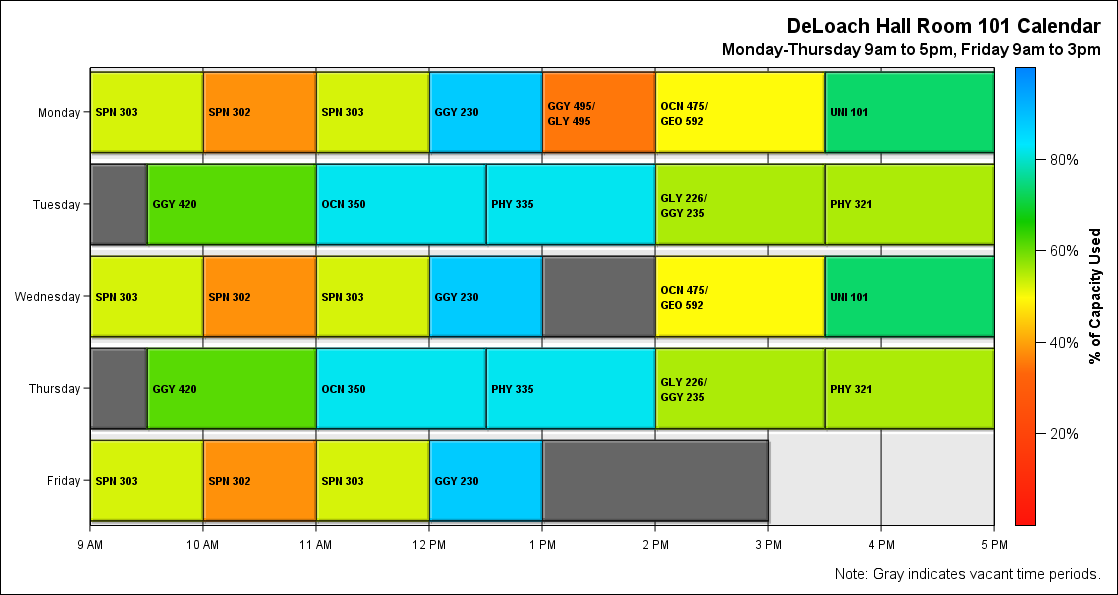 DeLoach Hall Room 101 Calendar
Monday-Thursday 9am to 5pm, Friday 9am to 3pm
Monday
SPN 303
SPN 302
SPN 303
GGY 230
GGY 495/
GLY 495
OCN 475/
GEO 592
UNI 101
Tuesday
GGY 420
OCN 350
PHY 335
GLY 226/
GGY 235
PHY 321
Wednesday
SPN 303
SPN 302
SPN 303
GGY 230
OCN 475/
GEO 592
UNI 101
Thursday
GGY 420
OCN 350
PHY 335
GLY 226/
GGY 235
PHY 321
Friday
SPN 303
SPN 302
SPN 303
GGY 230
9 AM
10 AM
11 AM
12 PM
1 PM
2 PM
3 PM
4 PM
5 PM
80%
60%
40%
20%
% of Capacity Used
Note: Gray indicates vacant time periods.